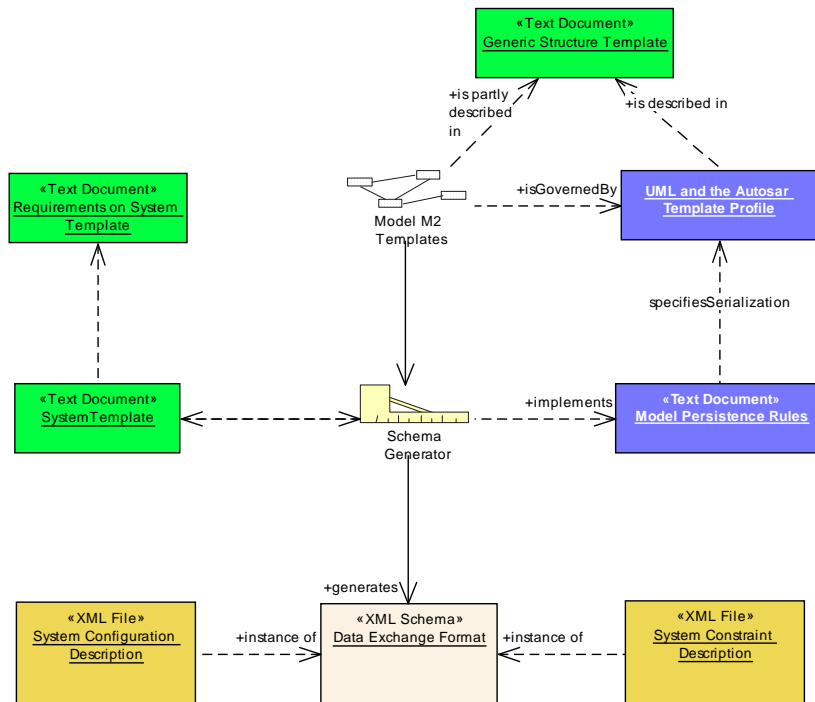 «Text Document»
Generic Structure Template
+is partly
described
in
+is described in
«Text Document»
Requirements on System
Template
+isGovernedBy
UML and the Autosar
Template Profile
Model M2
Templates
specifiesSerialization
«Text Document»
SystemTemplate
+implements
«Text Document»
Model Persistence Rules
Schema
Generator
+generates
«XML File»
System Configuration
Description
+instance of
«XML Schema»
Data Exchange Format
+instance of
«XML File»
System Constraint
Description